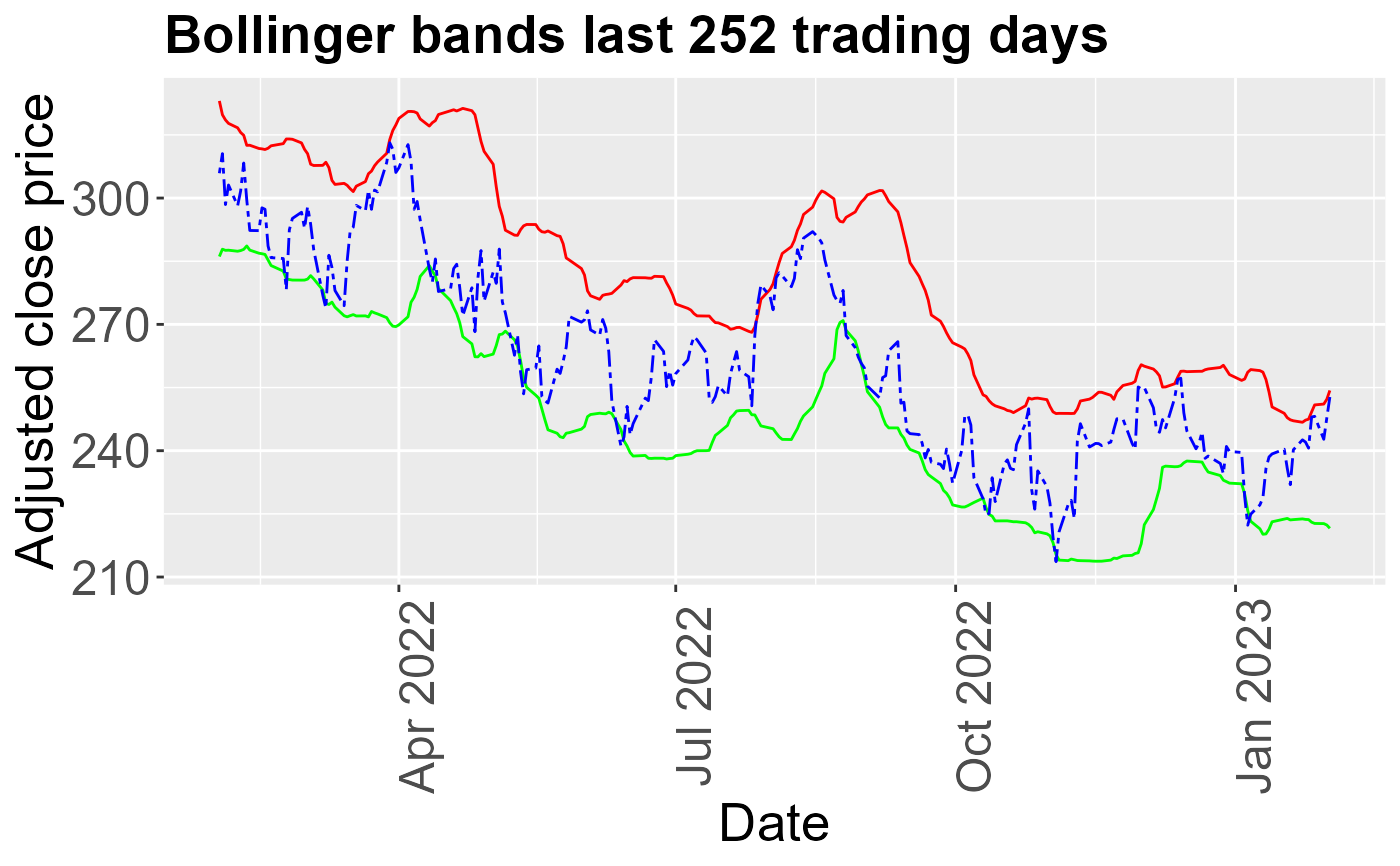 Bollinger bands last 252 trading days
Adjusted close price
300
270
240
210
Apr 2022
Jul 2022
Oct 2022
Jan 2023
Date